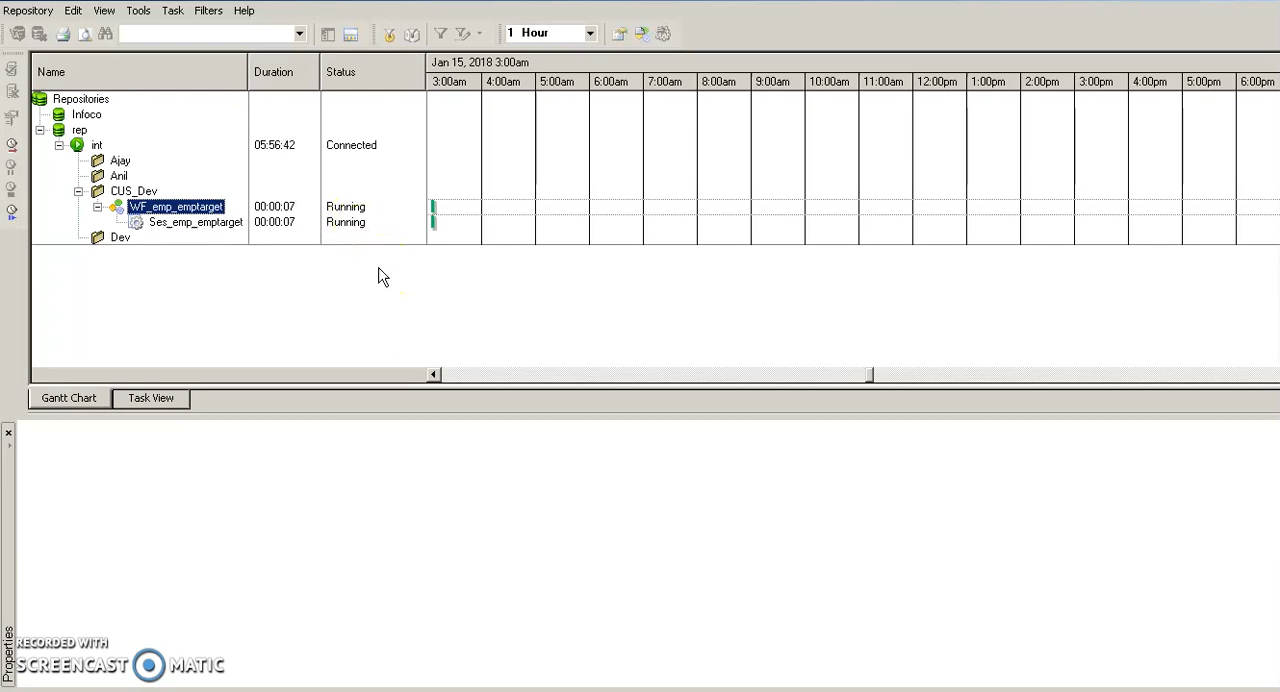 Repository Edit View Tools Task Filters Help
1 Hour
Name Duration Status Jan 15, 2018 3:00am
3:00am 4:00am 5:00am 6:00am 7:00am 8:00am 9:00am 10:00am 11:00am 12:00pm 1:00pm 2:00pm 3:00pm 4:00pm 5:00pm 6:00pm
Repositories
Infoco
rep
int 05:56:42 Connected
Ajay
Anil
CUS_Dev
WF_emp_emptarget 00:00:07 Running
Ses_emp_emptarget 00:00:07 Running
Dev
Gantt Chart Task View
Properties
RECORDED WITH
SCREENCAST MATIC